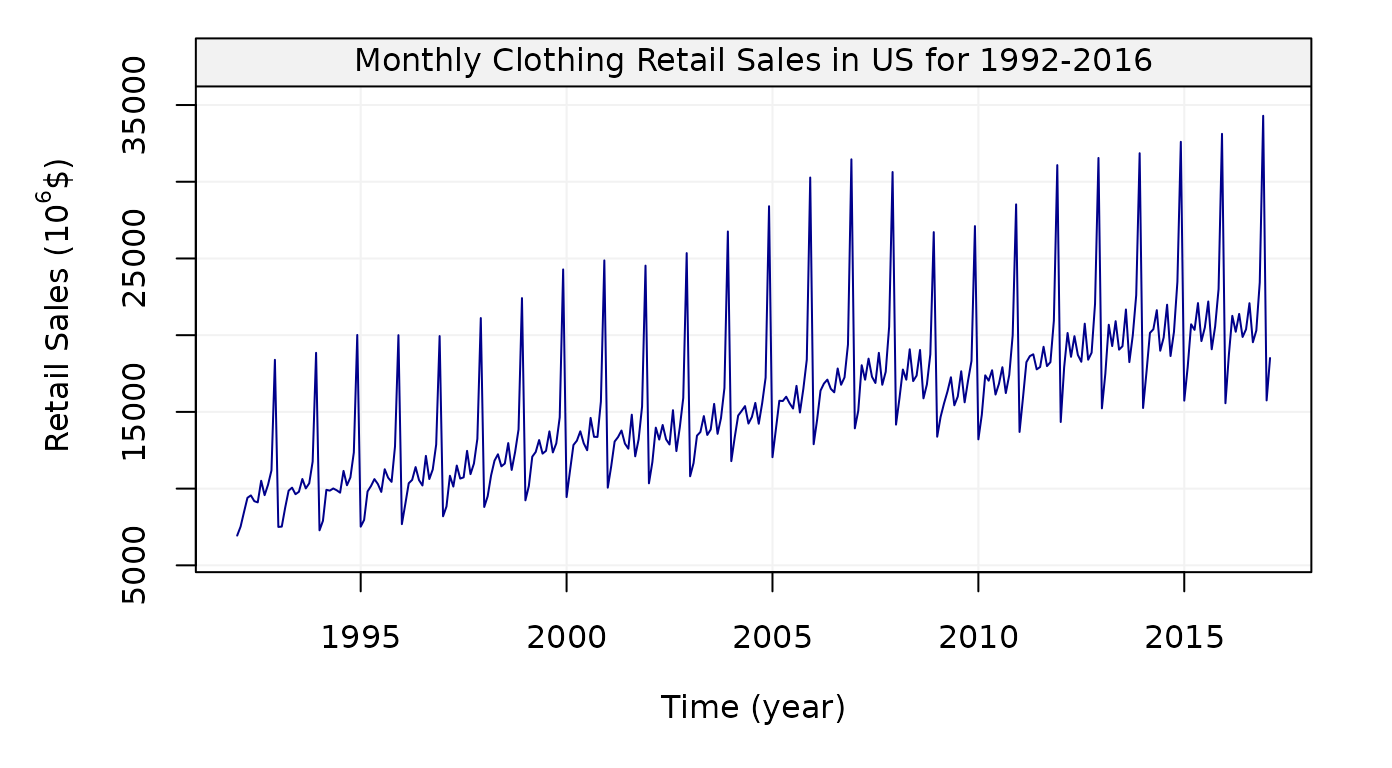 Monthly Clothing Retail Sales in US for 1992-2016
Retail Sales (10⁶$)
35000
25000
15000
5000
1995 2000 2005 2010 2015
Time (year)